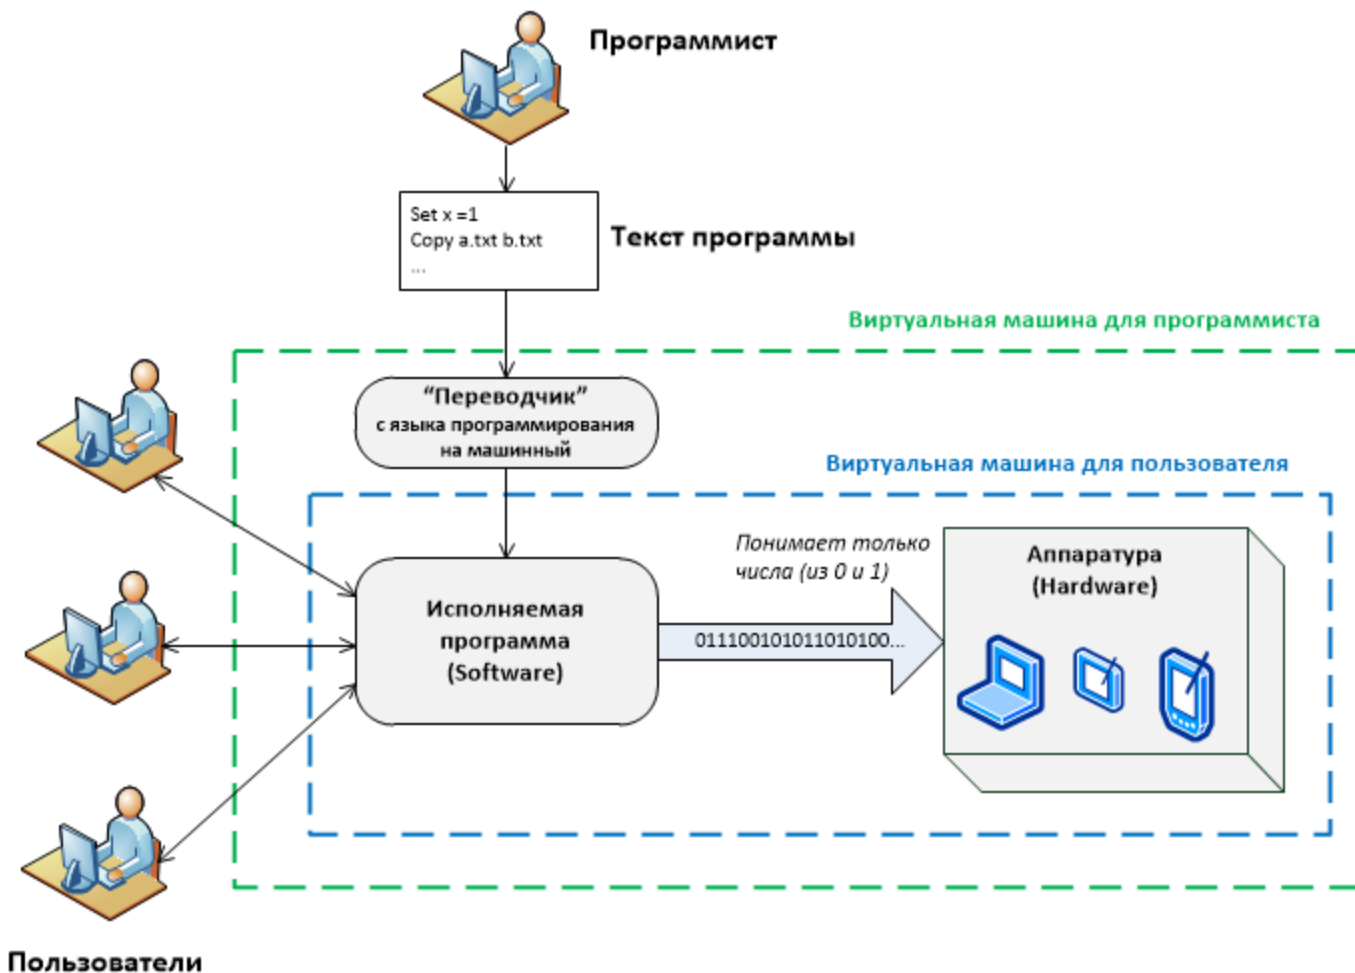 Программист
Set x =1
Copy a.txt b.txt
...
Текст программы
Виртуальная машина для программиста
“Переводчик”
с языка программирования
на машинный
Виртуальная машина для пользователя
Понимает только
числа (из 0 и 1)
Аппаратура
(Hardware)
Исполняемая
программа
(Software)
011100101011010100...
Пользователи